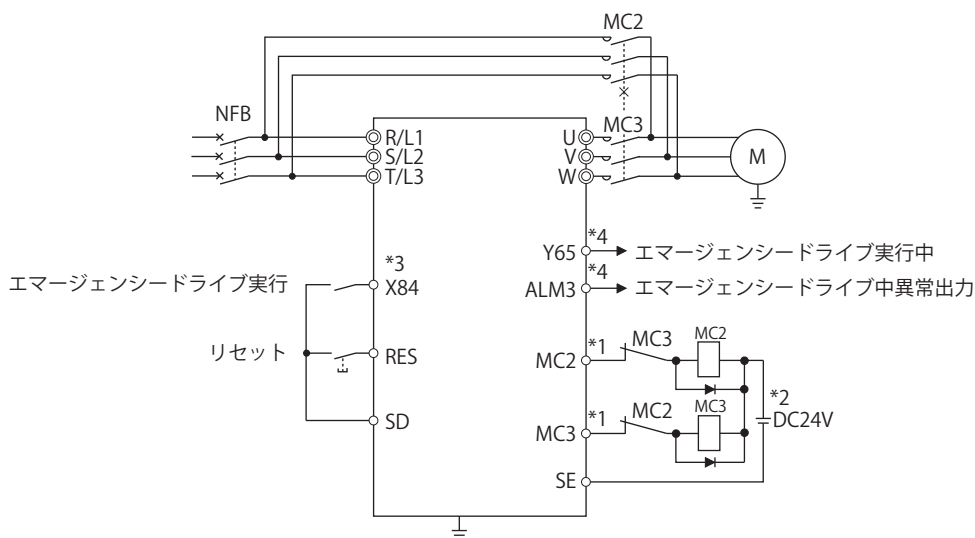 MC2
NFB
MC3
R/L1
S/L2
T/L3
U
V
W
M
*3
X84
エマージェンシードライブ実行
リセット
RES
SD
*4
Y65
エマージェンシードライブ実行中
*4
ALM3
エマージェンシードライブ中異常出力
MC2
*1
MC3
MC2
*2
DC24V
MC3
*1
MC2
MC3
SE